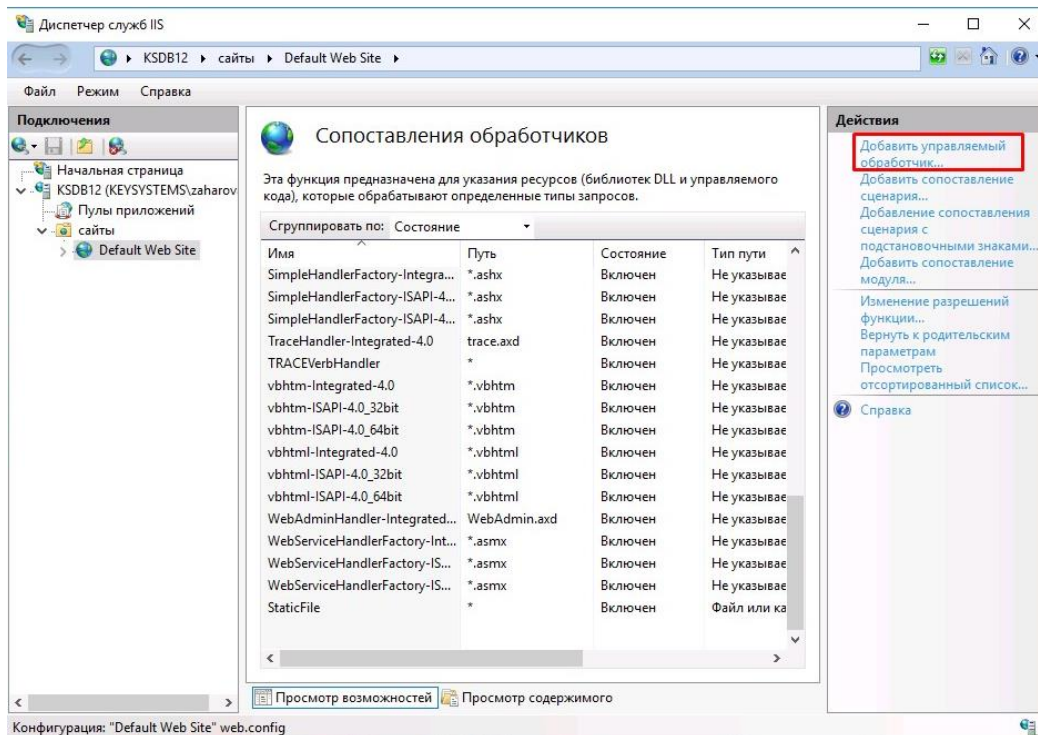 Диспетчер служб IIS
KSDB12 сайты Default Web Site
Файл Режим Справка
Подключения
Начальная страница
KSDB12 (KEYSYSTEMS\zaharov
Пулы приложений
сайты
Default Web Site
Сопоставления обработчиков
Эта функция предназначена для указания ресурсов (библиотек DLL и управляемого
кода), которые обрабатывают определенные типы запросов.
Сгруппировать по: Состояние
Имя Путь Состояние Тип пути
SimpleHandlerFactory-Integra... *.ashx Включен Не указывае
SimpleHandlerFactory-ISAPI-4... *.ashx Включен Не указывае
SimpleHandlerFactory-ISAPI-4... *.ashx Включен Не указывае
TraceHandler-Integrated-4.0 trace.axd Включен Не указывае
TRACEVerbHandler * Включен Не указывае
vbhtm-Integrated-4.0 *.vbhtm Включен Не указывае
vbhtm-ISAPI-4.0_32bit *.vbhtm Включен Не указывае
vbhtm-ISAPI-4.0_64bit *.vbhtm Включен Не указывае
vbhtml-Integrated-4.0 *.vbhtml Включен Не указывае
vbhtml-ISAPI-4.0_32bit *.vbhtml Включен Не указывае
vbhtml-ISAPI-4.0_64bit *.vbhtml Включен Не указывае
WebAdminHandler-Integrated... WebAdmin.axd Включен Не указывае
WebServiceHandlerFactory-Int... *.asmx Включен Не указывае
WebServiceHandlerFactory-IS... *.asmx Включен Не указывае
WebServiceHandlerFactory-IS... *.asmx Включен Не указывае
StaticFile * Включен Файл или ка
Просмотр возможностей Просмотр содержимого
Действия
Добавить управляемый
обработчик...
Добавить сопоставление
сценария...
Добавление сопоставления
сценария с
подстановочными знаками...
Добавить сопоставление
модуля...
Изменение разрешений
функции...
Вернуть к родительским
параметрам
Просмотреть
отсортированный список...
Справка
Конфигурация: "Default Web Site" web.config